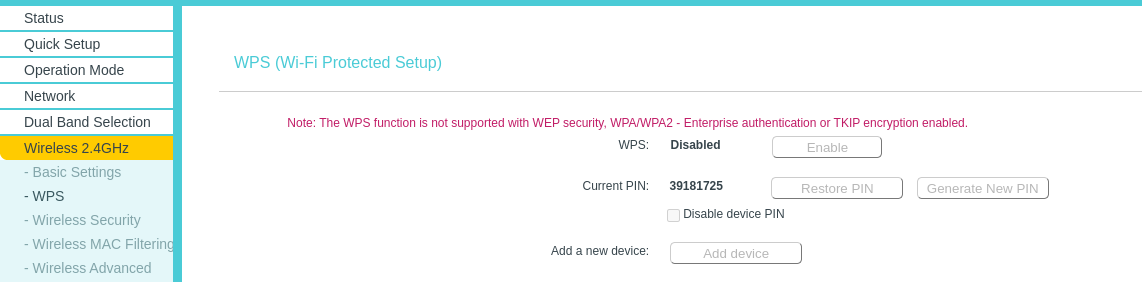 Status
Quick Setup
Operation Mode
Network
Dual Band Selection
Wireless 2.4GHz
- Basic Settings
- WPS
- Wireless Security
- Wireless MAC Filtering
- Wireless Advanced
WPS (Wi-Fi Protected Setup)
Note: The WPS function is not supported with WEP security, WPA/WPA2 - Enterprise authentication or TKIP encryption enabled.
WPS: Disabled Enable
Current PIN: 39181725 Restore PIN Generate New PIN
Disable device PIN
Add a new device: Add device